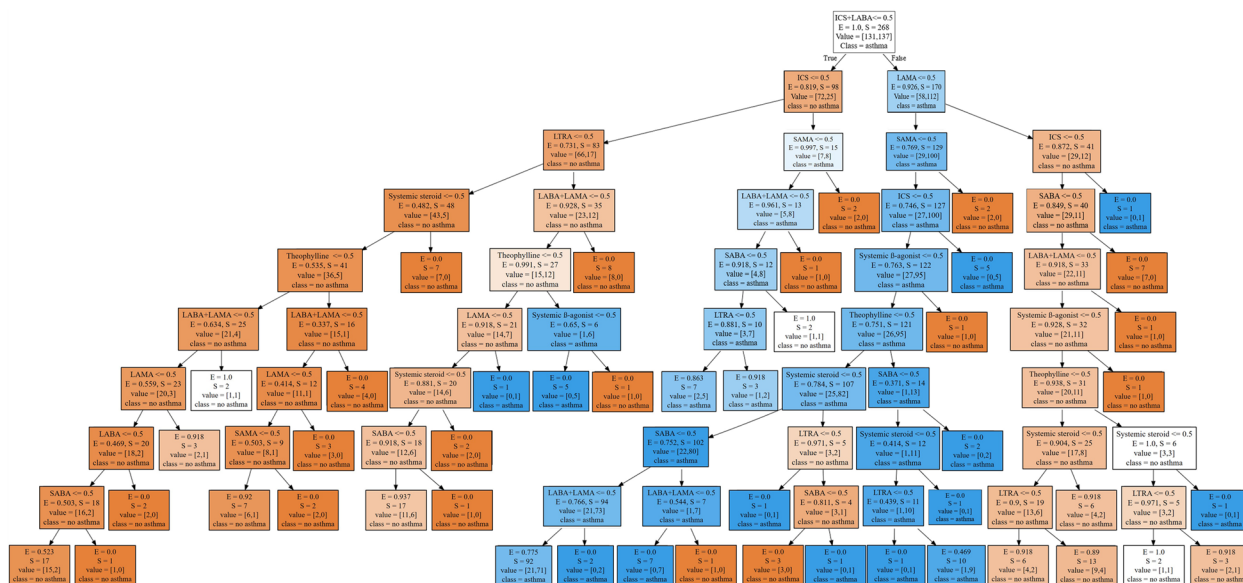 ICS+LABA<= 0.5
E = 1.0, S = 268
Value = [131,137]
Class = asthma
True
False
ICS <= 0.5
E = 0.819, S = 98
Value = [72,25]
class = no asthma
LAMA <= 0.5
E = 0.926, S = 170
Value = [58,112]
class = asthma
LTRA <= 0.5
E = 0.731, S = 83
value = [66,17]
class = no asthma
SAMA <= 0.5
E = 0.997, S = 15
value = [7,8]
class = asthma
SAMA <= 0.5
E = 0.769, S = 129
value = [29,100]
class = asthma
ICS <= 0.5
E = 0.872, S = 41
value = [29,12]
class = no asthma
Systemic steroid <= 0.5
E = 0.482, S = 48
value = [43,5]
class = no asthma
LABA+LAMA <= 0.5
E = 0.928, S = 35
value = [23,12]
class = no asthma
LABA+LAMA <= 0.5
E = 0.961, S = 13
value = [5,8]
class = asthma
E = 0.0
S = 2
value = [2,0]
class = no asthma
ICS <= 0.5
E = 0.746, S = 127
value = [27,100]
class = asthma
E = 0.0
S = 2
value = [2,0]
class = no asthma
SABA <= 0.5
E = 0.849, S = 40
value = [29,11]
class = no asthma
E = 0.0
S = 1
value = [0,1]
class = asthma
Theophylline <= 0.5
E = 0.535, S = 41
value = [36,5]
class = no asthma
E = 0.0
S = 7
value = [7,0]
class = no asthma
Theophylline <= 0.5
E = 0.991, S = 27
value = [15,12]
class = no asthma
E = 0.0
S = 8
value = [8,0]
class = no asthma
SABA <= 0.5
E = 0.918, S = 12
value = [4,8]
class = asthma
E = 0.0
S = 1
value = [1,0]
class = no asthma
Systemic ß-agonist <= 0.5
E = 0.763, S = 122
value = [27,95]
class = asthma
E = 0.0
S = 5
value = [0,5]
class = asthma
LABA+LAMA <= 0.5
E = 0.918, S = 33
value = [22,11]
class = no asthma
E = 0.0
S = 7
value = [7,0]
class = no asthma
LABA+LAMA <= 0.5
E = 0.634, S = 25
value = [21,4]
class = no asthma
LABA+LAMA <= 0.5
E = 0.337, S = 16
value = [15,1]
class = no asthma
LAMA <= 0.5
E = 0.918, S = 21
value = [14,7]
class = no asthma
Systemic ß-agonist <= 0.5
E = 0.65, S = 6
value = [1,6]
class = asthma
LTRA <= 0.5
E = 0.881, S = 10
value = [3,7]
class = asthma
E = 1.0
S = 2
value = [1,1]
class = no asthma
Theophylline <= 0.5
E = 0.751, S = 121
value = [26,95]
class = asthma
E = 0.0
S = 1
value = [1,0]
class = no asthma
Systemic ß-agonist <= 0.5
E = 0.928, S = 32
value = [21,11]
class = no asthma
E = 0.0
S = 1
value = [1,0]
class = no asthma
LAMA <= 0.5
E = 0.559, S = 23
value = [20,3]
class = no asthma
E = 1.0
S = 2
value = [1,1]
class = no asthma
LAMA <= 0.5
E = 0.414, S = 12
value = [11,1]
class = no asthma
E = 0.0
S = 4
value = [4,0]
class = no asthma
Systemic steroid <= 0.5
E = 0.881, S = 20
value = [14,6]
class = no asthma
E = 0.0
S = 1
value = [0,1]
class = asthma
E = 0.0
S = 5
value = [0,5]
class = asthma
E = 0.0
S = 1
value = [1,0]
class = no asthma
E = 0.863
S = 7
value = [2,5]
class = asthma
E = 0.918
S = 3
value = [1,2]
class = asthma
Systemic steroid <= 0.5
E = 0.784, S = 107
value = [25,82]
class = asthma
SABA <= 0.5
E = 0.371, S = 14
value = [1,13]
class = asthma
Theophylline <= 0.5
E = 0.938, S = 31
value = [20,11]
class = no asthma
E = 0.0
S = 1
value = [1,0]
class = no asthma
LABA <= 0.5
E = 0.469, S = 20
value = [18,2]
class = no asthma
E = 0.918
S = 3
value = [2,1]
class = no asthma
SAMA <= 0.5
E = 0.503, S = 9
value = [8,1]
class = no asthma
E = 0.0
S = 3
value = [3,0]
class = no asthma
SABA <= 0.5
E = 0.918, S = 18
value = [12,6]
class = no asthma
E = 0.0
S = 2
value = [2,0]
class = no asthma
SABA <= 0.5
E = 0.752, S = 102
value = [22,80]
class = asthma
LTRA <= 0.5
E = 0.971, S = 5
value = [3,2]
class = no asthma
Systemic steroid <= 0.5
E = 0.414, S = 12
value = [1,11]
class = asthma
E = 0.0
S = 2
value = [0,2]
class = asthma
Systemic steroid <= 0.5
E = 0.904, S = 25
value = [17,8]
class = no asthma
Systemic steroid <= 0.5
E = 1.0, S = 6
value = [3,3]
class = no asthma
SABA <= 0.5
E = 0.503, S = 18
value = [16,2]
class = no asthma
E = 0.0
S = 2
value = [2,0]
class = no asthma
E = 0.92
S = 7
value = [6,1]
class = no asthma
E = 0.0
S = 2
value = [2,0]
class = no asthma
E = 0.937
S = 17
value = [11,6]
class = no asthma
E = 0.0
S = 1
value = [1,0]
class = no asthma
LABA+LAMA <= 0.5
E = 0.766, S = 94
value = [21,73]
class = asthma
LABA+LAMA <= 0.5
E = 0.544, S = 7
value = [1,7]
class = asthma
E = 0.0
S = 1
value = [0,1]
class = asthma
SABA <= 0.5
E = 0.811, S = 4
value = [3,1]
class = no asthma
LTRA <= 0.5
E = 0.439, S = 11
value = [1,10]
class = asthma
E = 0.0
S = 1
value = [0,1]
class = asthma
LTRA <= 0.5
E = 0.9, S = 19
value = [13,6]
class = no asthma
E = 0.918
S = 6
value = [4,2]
class = no asthma
LTRA <= 0.5
E = 0.971, S = 5
value = [3,2]
class = no asthma
E = 0.0
S = 1
value = [0,1]
class = asthma
E = 0.523
S = 17
value = [15,2]
class = no asthma
E = 0.0
S = 1
value = [1,0]
class = no asthma
E = 0.775
S = 92
value = [21,71]
class = asthma
E = 0.0
S = 2
value = [0,2]
class = asthma
E = 0.0
S = 7
value = [0,7]
class = asthma
E = 0.0
S = 1
value = [1,0]
class = no asthma
E = 0.0
S = 3
value = [3,0]
class = no asthma
E = 0.0
S = 1
value = [0,1]
class = asthma
E = 0.0
S = 1
value = [0,1]
class = asthma
E = 0.469
S = 10
value = [1,9]
class = asthma
E = 0.918
S = 6
value = [4,2]
class = no asthma
E = 0.89
S = 13
value = [9,4]
class = no asthma
E = 1.0
S = 2
value = [1,1]
class = no asthma
E = 0.918
S = 3
value = [2,1]
class = no asthma